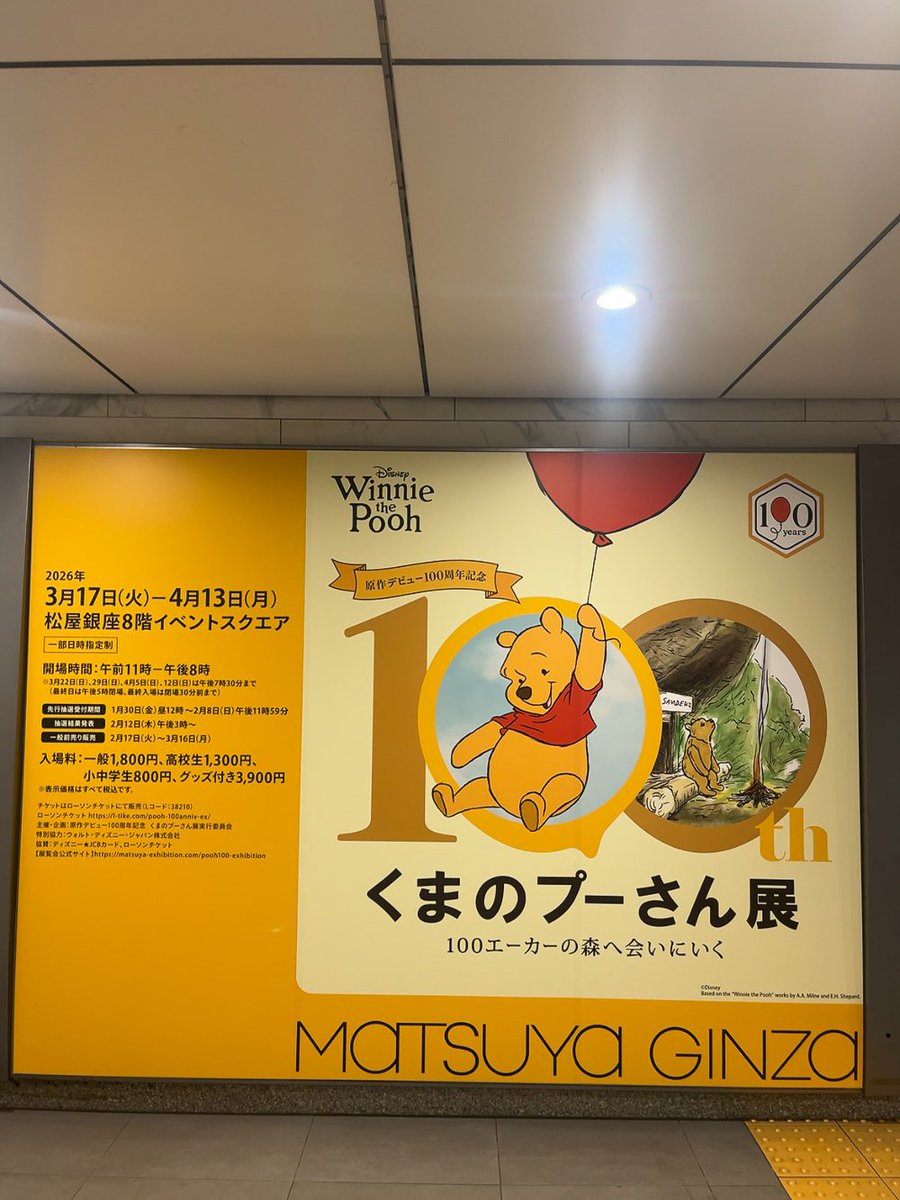 2026年
3月17日(火)ー4月13日(月)
松屋銀座8階イベントスクエア
一部日時指定制
開場時間:午前11時ー午後8時
※3月22日(日)、29日(日)、4月5日(日)、12日(日)は午後7時30分まで
(最終日は午後5時閉場、最終入場は閉場30分前まで)
先行抽選受付期間 1月30日(金)昼12時〜2月8日(日)午後11時59分
抽選結果発表 2月12日(木)午後3時〜
一般前売り販売 2月17日(火)〜3月16日(月)
入場料:一般1,800円、高校生1,300円、
小中学生800円、グッズ付き3,900円
※表示価格はすべて税込です。
チケットはローソンチケットにて販売(Lコード:38210)
ローソンチケット https://l-tike.com/pooh-100anniv-ex/
主催・企画:原作デビュー100周年記念 くまのプーさん展実行委員会
特別協力:ウォルト・ディズニー・ジャパン株式会社
協賛:ディズニー★JCBカード、ローソンチケット
【展覧会公式サイト】https://matsuya-exhibition.com/pooh100-exhibition
Disney
Winnie
the
Pooh
100
years
原作デビュー100周年記念
100th
SANDERZ
くまのプーさん展
100エーカーの森へ会いにいく
©Disney
Based on the "Winnie the Pooh" works by A.A. Milne and E.H. Shepard.
MATSUYA GINZA